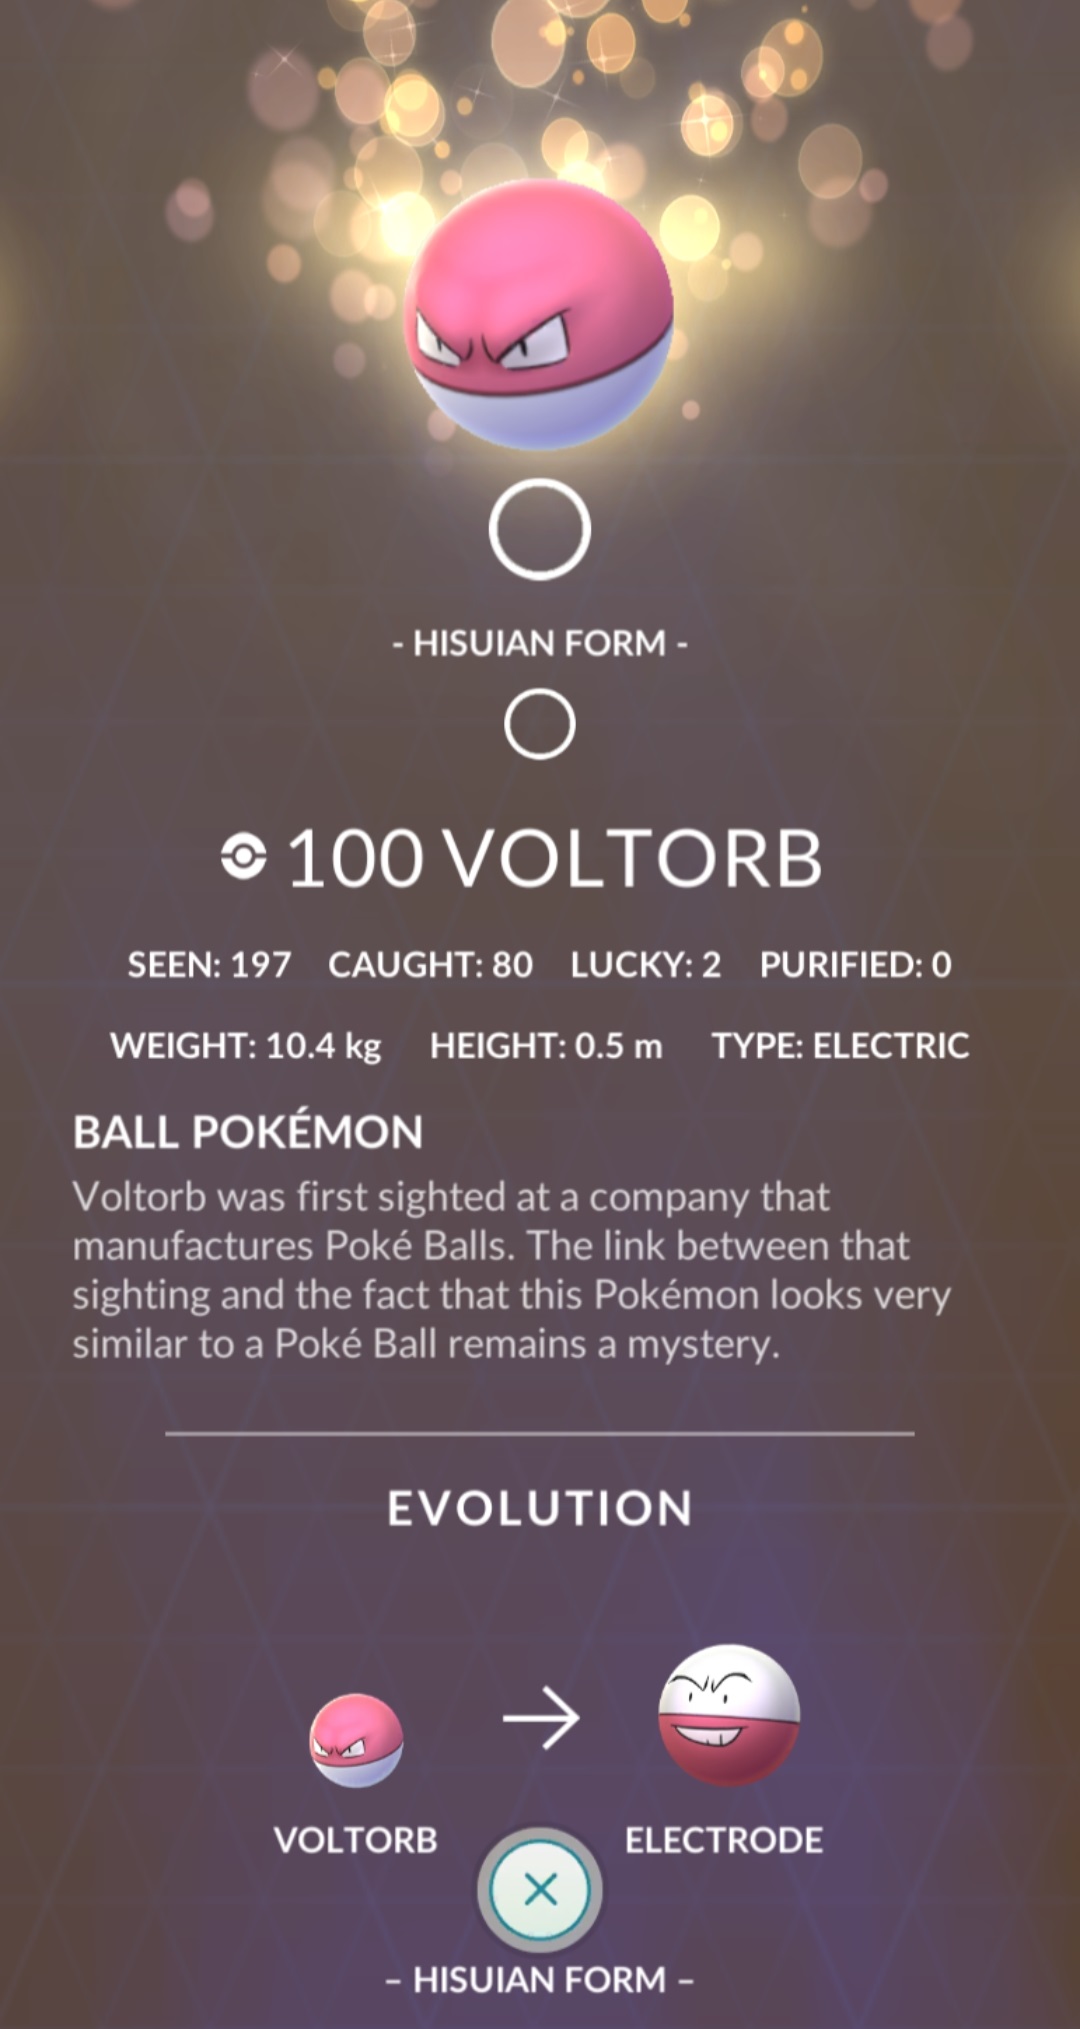 - HISUIAN FORM -
100 VOLTORB
SEEN: 197 CAUGHT: 80 LUCKY: 2 PURIFIED: 0
WEIGHT: 10.4 kg HEIGHT: 0.5 m TYPE: ELECTRIC
BALL POKÉMON
Voltorb was first sighted at a company that
manufactures Poké Balls. The link between that
sighting and the fact that this Pokémon looks very
similar to a Poké Ball remains a mystery.
EVOLUTION
VOLTORB ELECTRODE
– HISUIAN FORM –